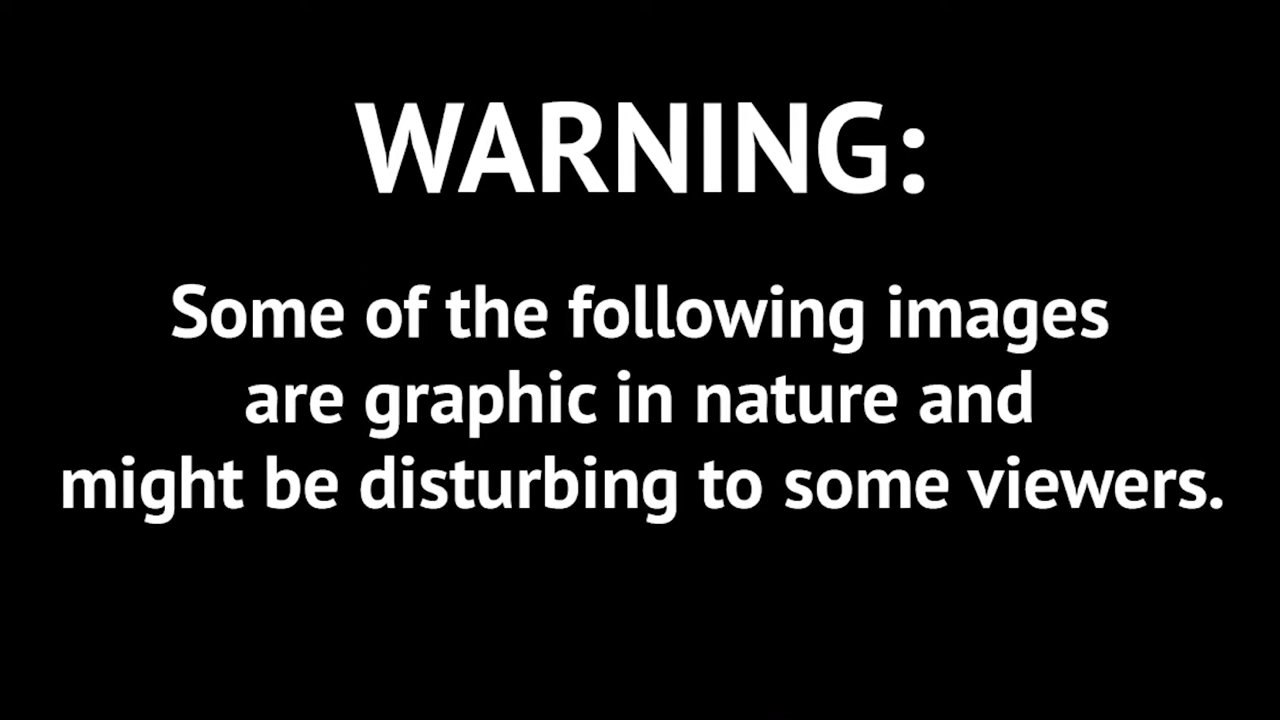 WARNING:
Some of the following images
are graphic in nature and
might be disturbing to some viewers.